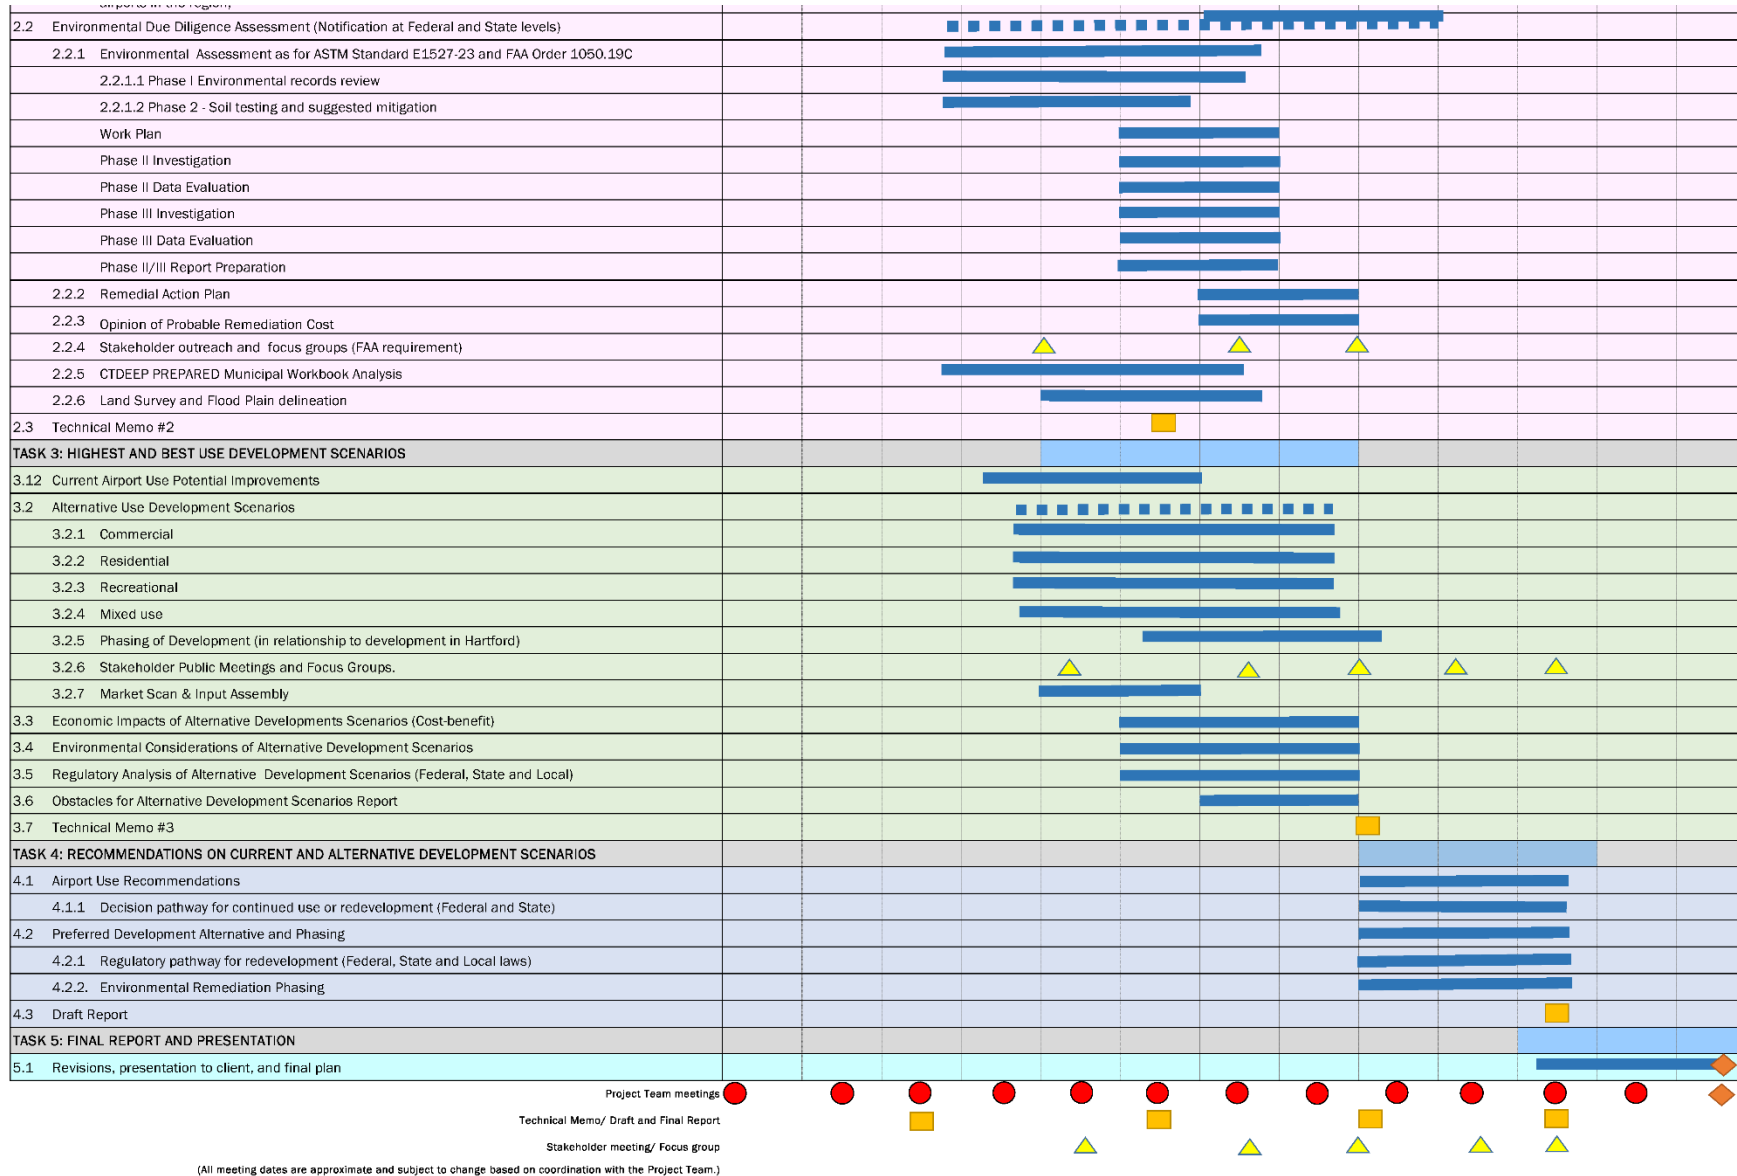 airports in the region,
2.2 Environmental Due Diligence Assessment (Notification at Federal and State levels)
2.2.1 Environmental Assessment as for ASTM Standard E1527-23 and FAA Order 1050.19C
2.2.1.1 Phase I Environmental records review
2.2.1.2 Phase 2 - Soil testing and suggested mitigation
Work Plan
Phase II Investigation
Phase II Data Evaluation
Phase III Investigation
Phase III Data Evaluation
Phase II/III Report Preparation
2.2.2 Remedial Action Plan
2.2.3 Opinion of Probable Remediation Cost
2.2.4 Stakeholder outreach and focus groups (FAA requirement)
2.2.5 CTDEEP PREPARED Municipal Workbook Analysis
2.2.6 Land Survey and Flood Plain delineation
2.3 Technical Memo #2
TASK 3: HIGHEST AND BEST USE DEVELOPMENT SCENARIOS
3.12 Current Airport Use Potential Improvements
3.2 Alternative Use Development Scenarios
3.2.1 Commercial
3.2.2 Residential
3.2.3 Recreational
3.2.4 Mixed use
3.2.5 Phasing of Development (in relationship to development in Hartford)
3.2.6 Stakeholder Public Meetings and Focus Groups.
3.2.7 Market Scan & Input Assembly
3.3 Economic Impacts of Alternative Developments Scenarios (Cost-benefit)
3.4 Environmental Considerations of Alternative Development Scenarios
3.5 Regulatory Analysis of Alternative Development Scenarios (Federal, State and Local)
3.6 Obstacles for Alternative Development Scenarios Report
3.7 Technical Memo #3
TASK 4: RECOMMENDATIONS ON CURRENT AND ALTERNATIVE DEVELOPMENT SCENARIOS
4.1 Airport Use Recommendations
4.1.1 Decision pathway for continued use or redevelopment (Federal and State)
4.2 Preferred Development Alternative and Phasing
4.2.1 Regulatory pathway for redevelopment (Federal, State and Local laws)
4.2.2. Environmental Remediation Phasing
4.3 Draft Report
TASK 5: FINAL REPORT AND PRESENTATION
5.1 Revisions, presentation to client, and final plan
Project Team meetings
Technical Memo/ Draft and Final Report
Stakeholder meeting/ Focus group
(All meeting dates are approximate and subject to change based on coordination with the Project Team.)